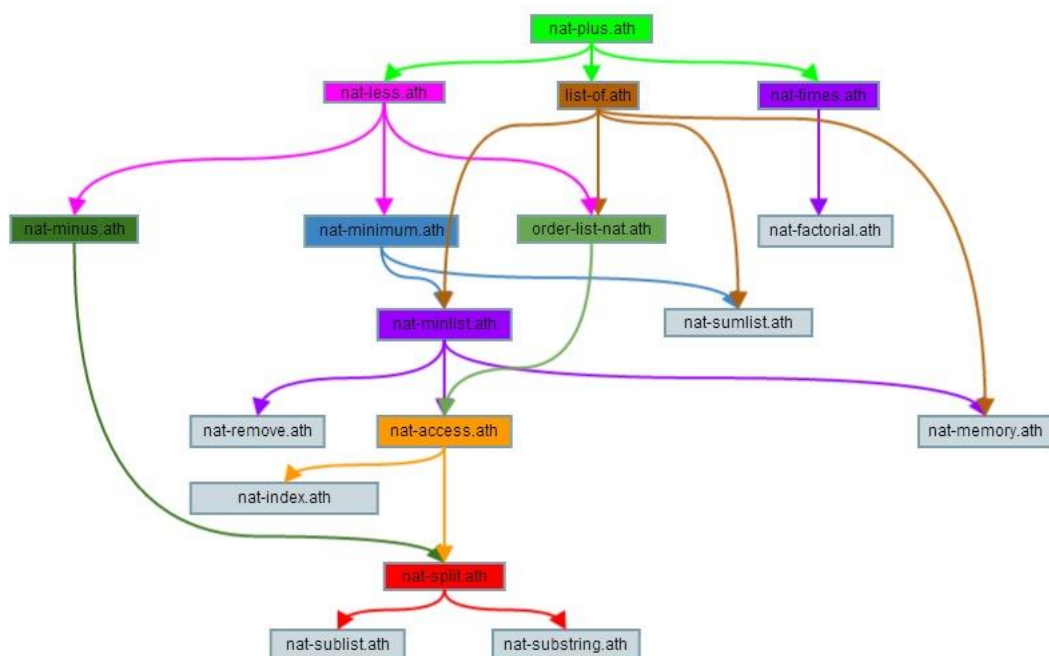 nat-plus.ath
nat-less.ath
list-of.ath
nat-times.ath
nat-minus.ath
nat-minimum.ath
order-list-nat.ath
nat-factorial.ath
nat-minlist.ath
nat-sumlist.ath
nat-remove.ath
nat-access.ath
nat-memory.ath
nat-index.ath
nat-split.ath
nat-sublist.ath
nat-substring.ath